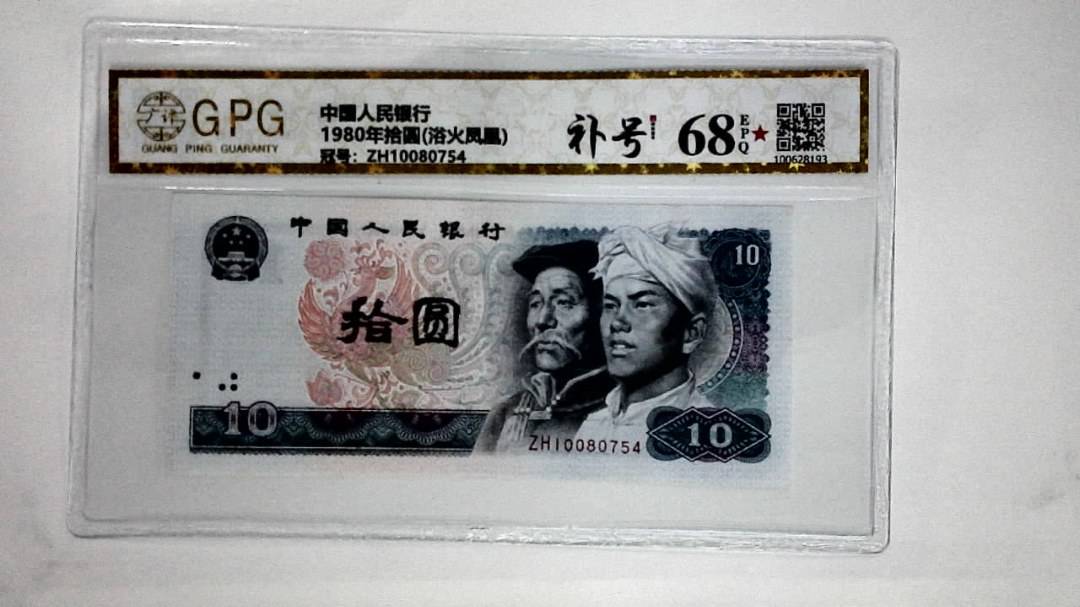 GPG
GUANG PING GUARANTY
中國人民银行
1980年拾圓(浴火凤凰)
冠号：ZH10080754
补号
68
EPQ★
100628193
中国人民银行
10
拾圆
10
ZH10080754
10